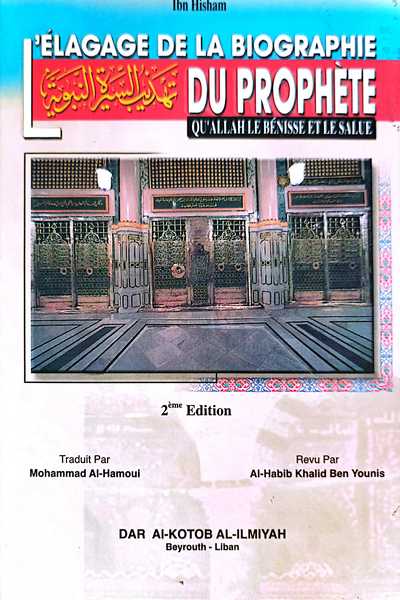 Ibn Hisham
L'ÉLAGAGE DE LA BIOGRAPHIE
تهذيب السيرة النبوية
DU PROPHÈTE
QU'ALLAH LE BÉNISSE ET LE SALUE
2ème Edition
Traduit Par
Mohammad Al-Hamoui
Revu Par
Al-Habib Khalid Ben Younis
DAR Al-KOTOB AL-ILMIYAH
Beyrouth - Liban